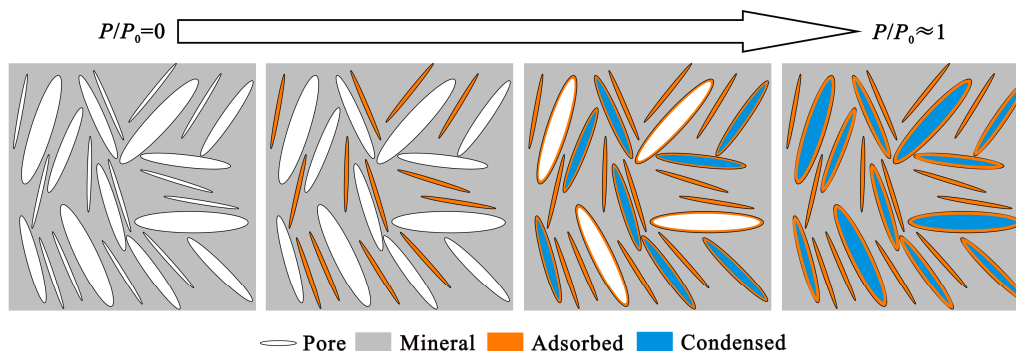 P/P₀=0
P/P₀≈1
Pore
Mineral
Adsorbed
Condensed